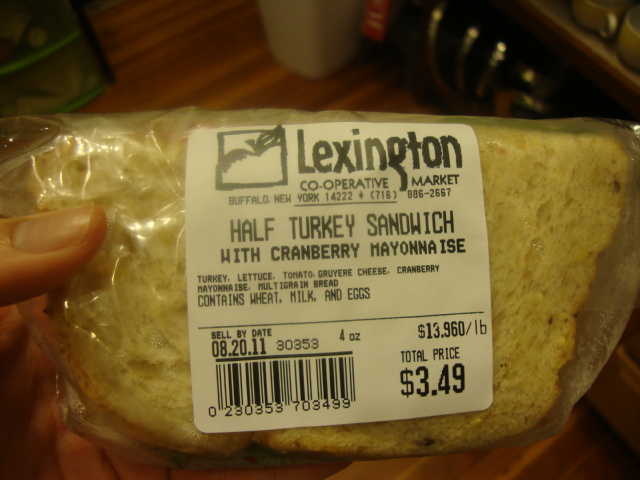 Lexington
CO-OPERATIVE MARKET
BUFFALO, NEW YORK 14222 (716) 886-2667
HALF TURKEY SANDWICH
WITH CRANBERRY MAYONNAISE
TURKEY, LETTUCE, TOMATO, GRUYERE CHEESE, CRANBERRY
MAYONNAISE, MULTIGRAIN BREAD
CONTAINS WHEAT, MILK, AND EGGS
SELL BY DATE
08.20.11 30353 4 oz $13.960/lb
TOTAL PRICE
$3.49
0 230353 703499